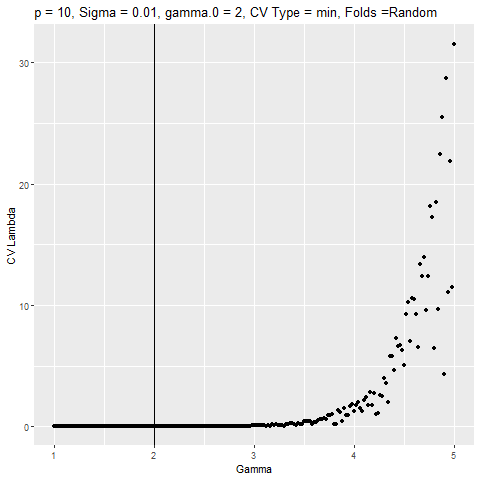 p = 10, Sigma = 0.01, gamma.0 = 2, CV Type = min, Folds =Random
30
20
10
0
CV Lambda
1 2 3 4 5
Gamma